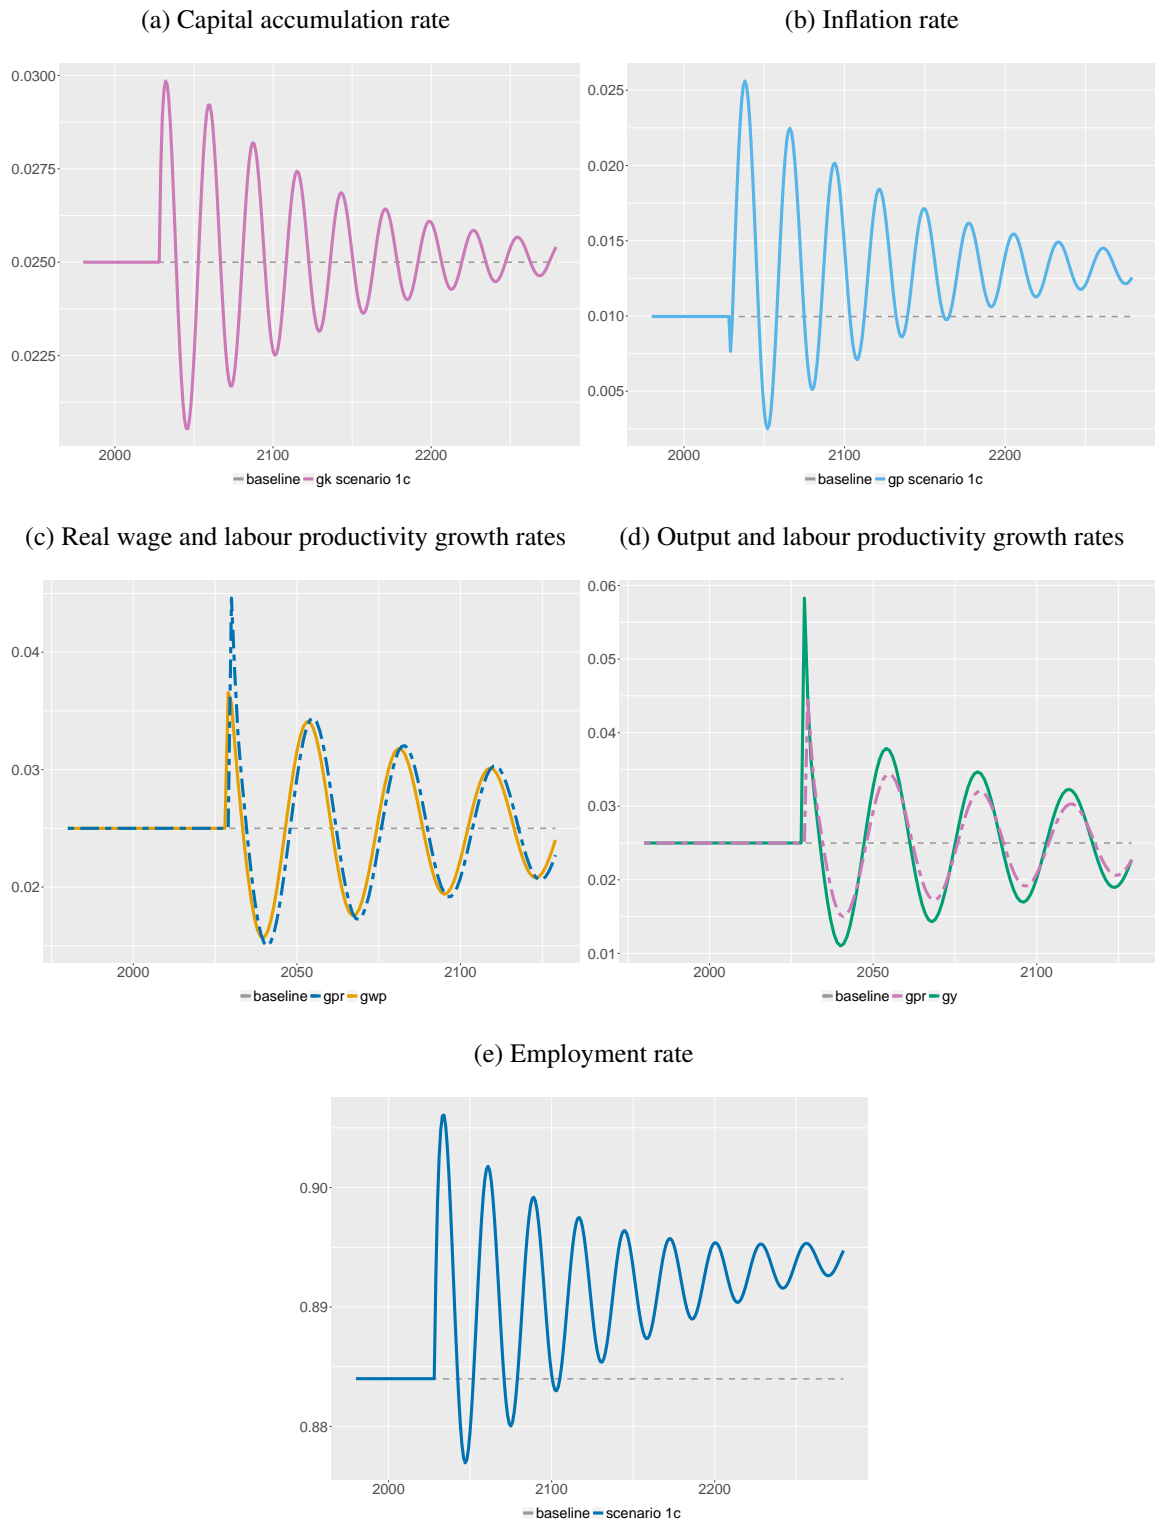 (a) Capital accumulation rate
0.0300
0.0275
0.0250
0.0225
2000 2100 2200
baseline gk scenario 1c
(b) Inflation rate
0.025
0.020
0.015
0.010
0.005
2000 2100 2200
baseline gp scenario 1c
(c) Real wage and labour productivity growth rates
0.04
0.03
0.02
2000 2050 2100
baseline gpr gwp
(d) Output and labour productivity growth rates
0.06
0.05
0.04
0.03
0.02
0.01
2000 2050 2100
baseline gpr gy
(e) Employment rate
0.90
0.89
0.88
2000 2100 2200
baseline scenario 1c